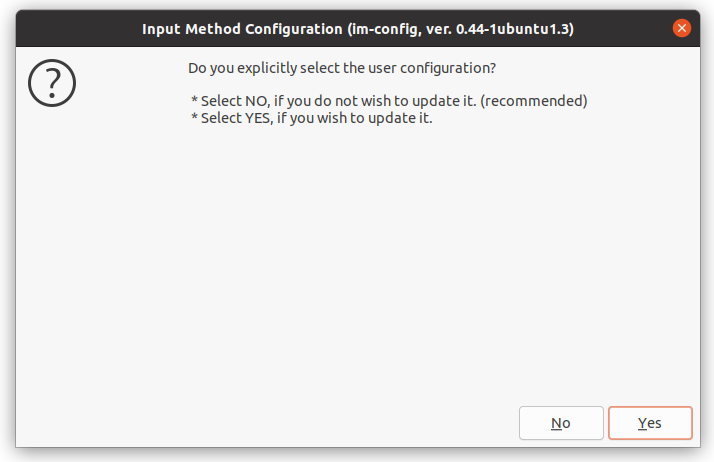 Input Method Configuration (im-config, ver. 0.44-1ubuntu1.3)
Do you explicitly select the user configuration?
* Select NO, if you do not wish to update it. (recommended)
* Select YES, if you wish to update it.
No
Yes